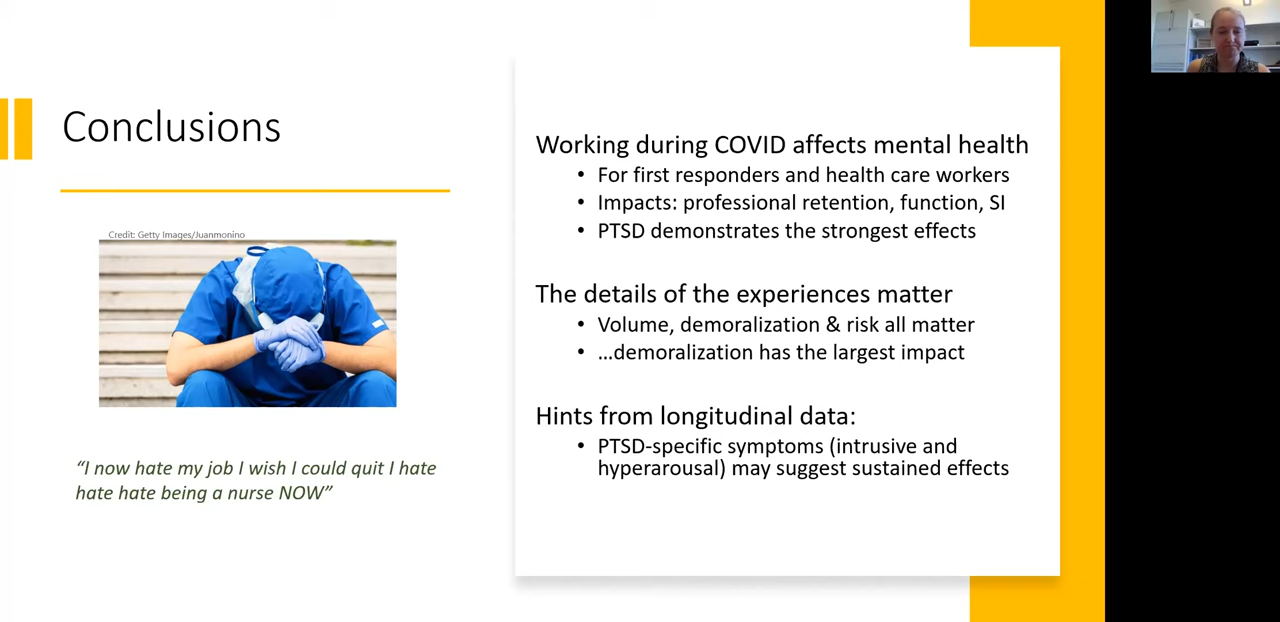 Conclusions
Credit: Getty Images/Juanmonino
“I now hate my job I wish I could quit I hate
hate hate being a nurse NOW”
Working during COVID affects mental health
• For first responders and health care workers
• Impacts: professional retention, function, SI
• PTSD demonstrates the strongest effects
The details of the experiences matter
• Volume, demoralization & risk all matter
• ...demoralization has the largest impact
Hints from longitudinal data:
• PTSD-specific symptoms (intrusive and
hyperarousal) may suggest sustained effects